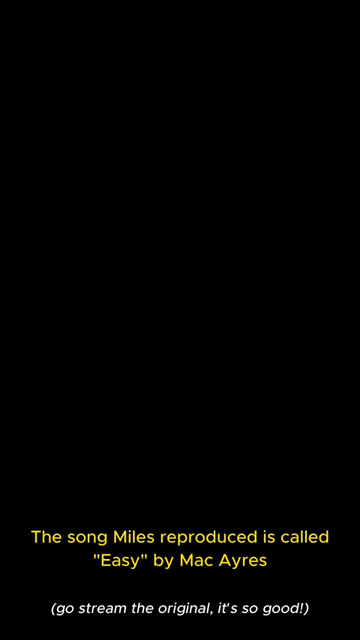 The song Miles reproduced is called
"Easy" by Mac Ayres
(go stream the original, it's so good!)